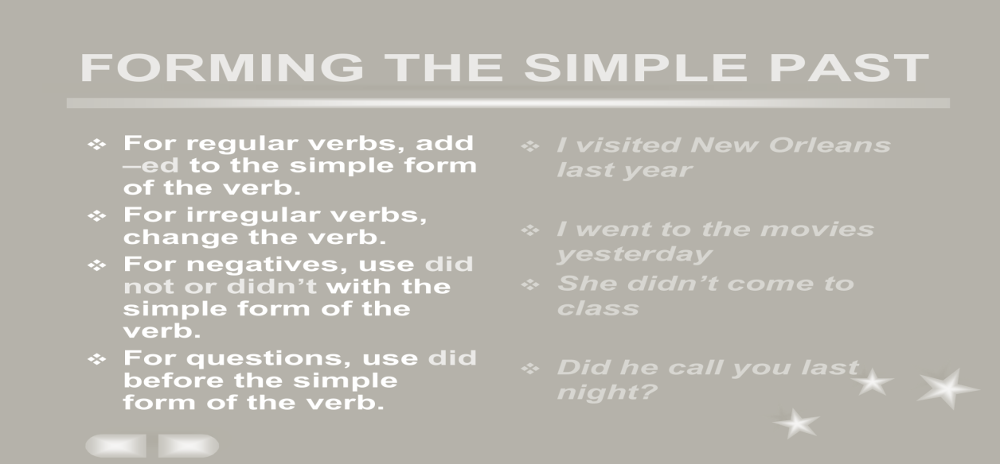 FORMING THE SIMPLE PAST
For regular verbs, add
–ed to the simple form
of the verb.
For irregular verbs,
change the verb.
For negatives, use did
not or didn’t with the
simple form of the
verb.
For questions, use did
before the simple
form of the verb.
I visited New Orleans
last year
I went to the movies
yesterday
She didn’t come to
class
Did he call you last
night?